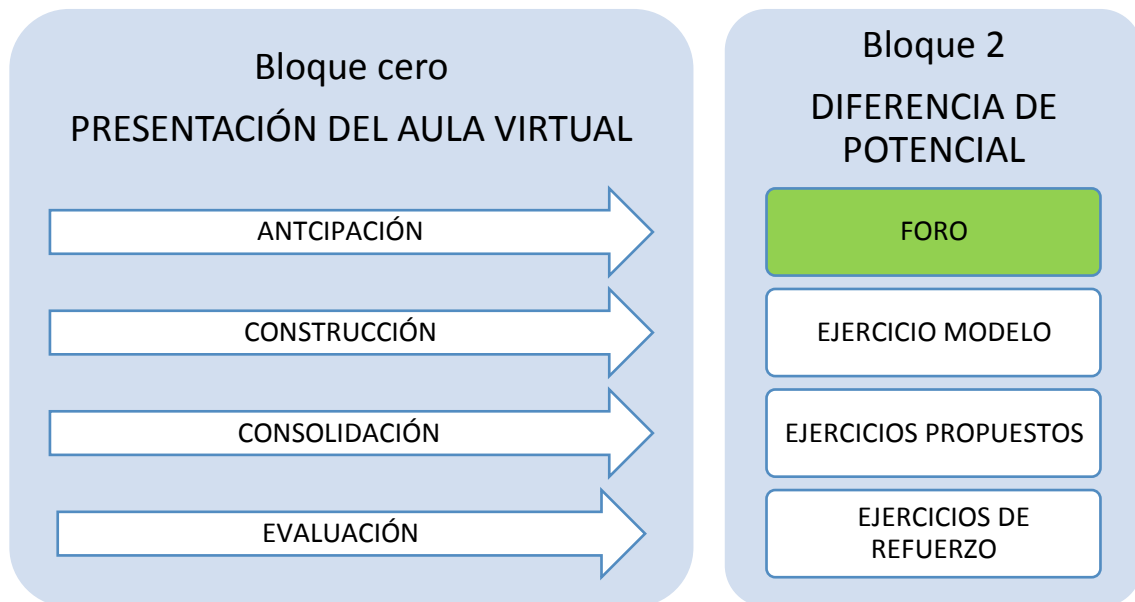 Bloque cero
PRESENTACIÓN DEL AULA VIRTUAL
ANTCIPACIÓN
CONSTRUCCIÓN
CONSOLIDACIÓN
EVALUACIÓN
Bloque 2
DIFERENCIA DE
POTENCIAL
FORO
EJERCICIO MODELO
EJERCICIOS PROPUESTOS
EJERCICIOS DE
REFUERZO